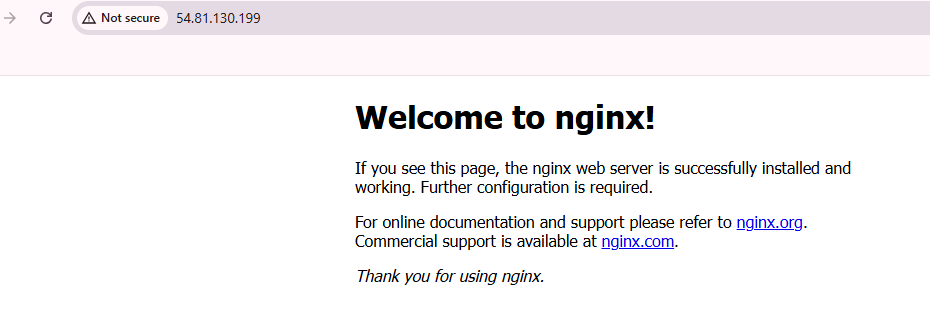 Not secure 54.81.130.199
Welcome to nginx!
If you see this page, the nginx web server is successfully installed and
working. Further configuration is required.
For online documentation and support please refer to nginx.org.
Commercial support is available at nginx.com.
Thank you for using nginx.